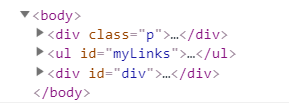 ▼<body>
▶<div class="p">…</div>
▶<ul id="myLinks">…</ul>
▶<div id="div">…</div>
</body>